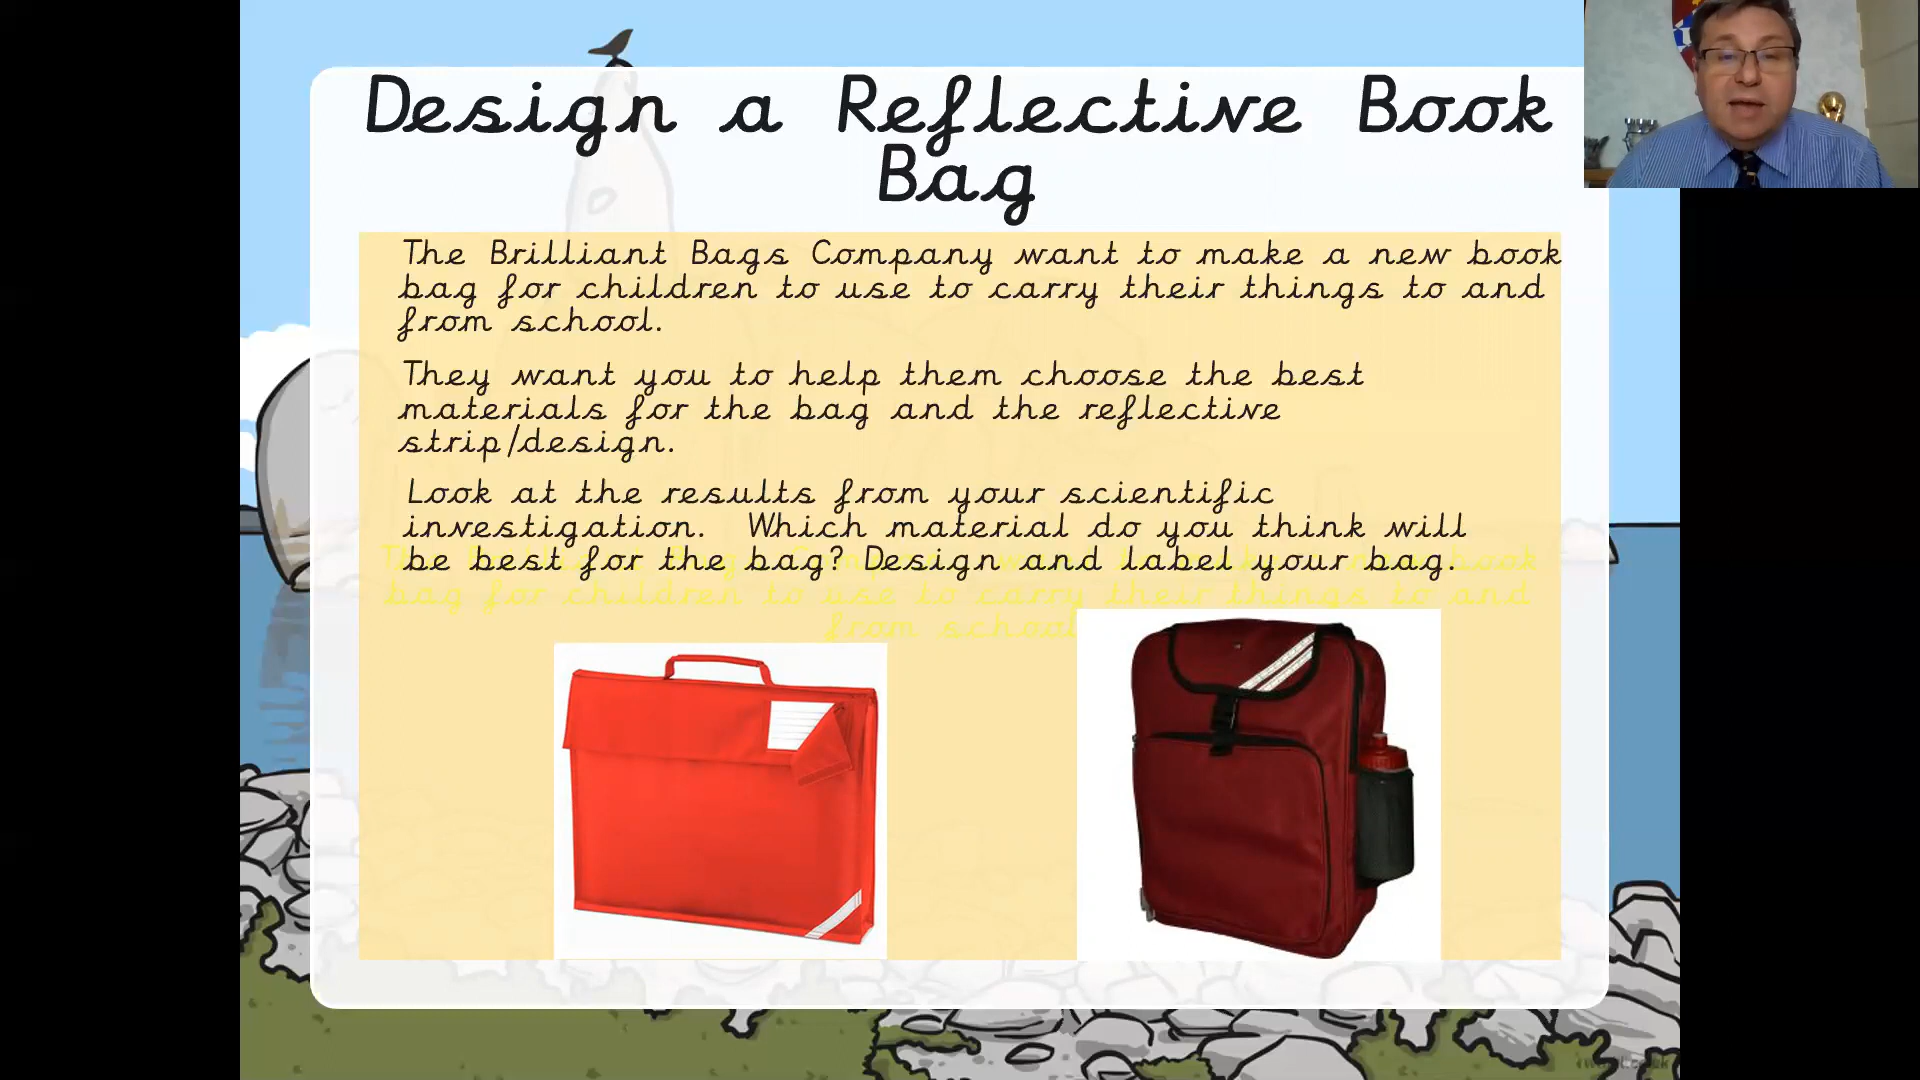 Design a Reflective Book
Bag
The Brilliant Bags Company want to make a new book
bag for children to use to carry their things to and
from school.
They want you to help them choose the best
materials for the bag and the reflective
strip/design.
Look at the results from your scientific
investigation. Which material do you think will
be best for the bag? Design and label your bag.
The Brilliant Bags Company want to make a new book
bag for children to use to carry their things to and
from school